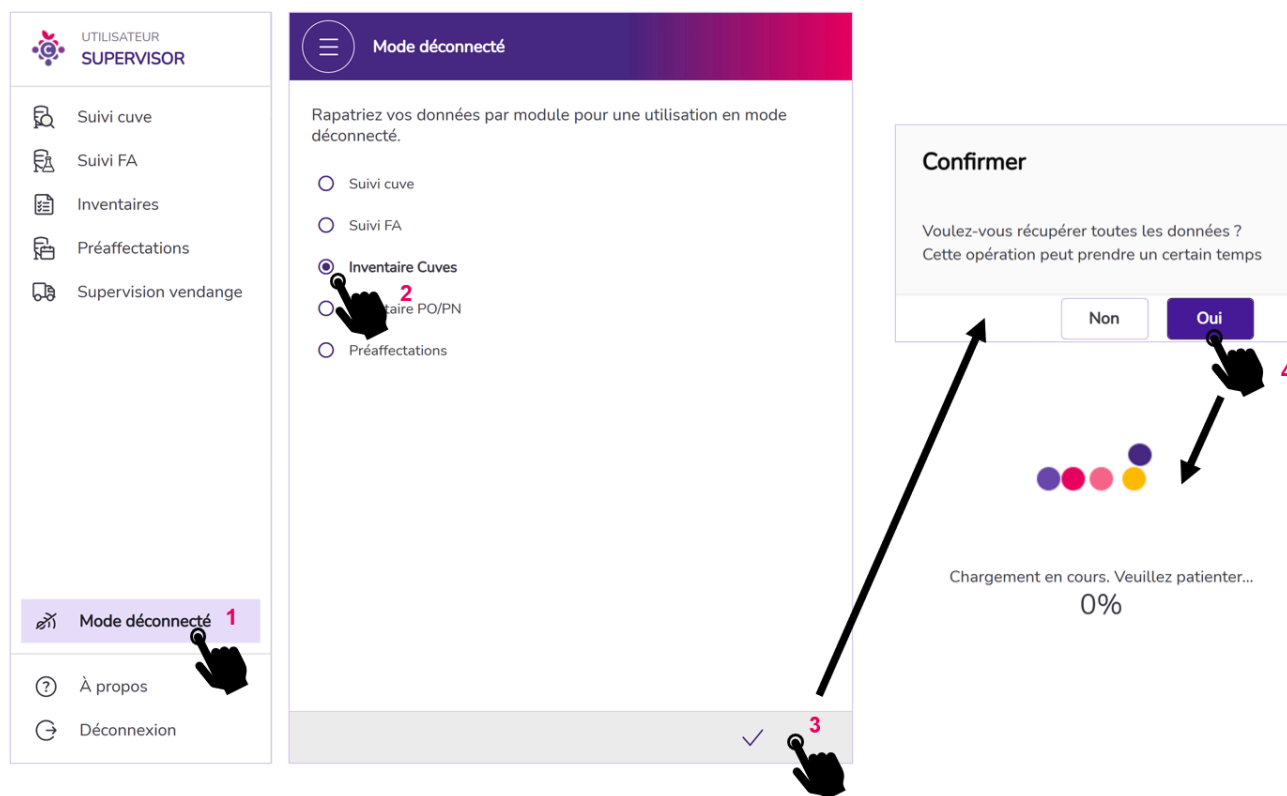 UTILISATEUR
SUPERVISOR
Suivi cuve
Suivi FA
Inventaires
Préaffectations
Supervision vendange
Mode déconnecté 1
À propos
Déconnexion
Mode déconnecté
Rapatriez vos données par module pour une utilisation en mode
déconnecté.
Suivi cuve
Suivi FA
Inventaire Cuves
2
taire PO/PN
Préaffectations
3
Confirmer
Voulez-vous récupérer toutes les données ?
Cette opération peut prendre un certain temps
Non Oui
4
Chargement en cours. Veuillez patienter...
0%